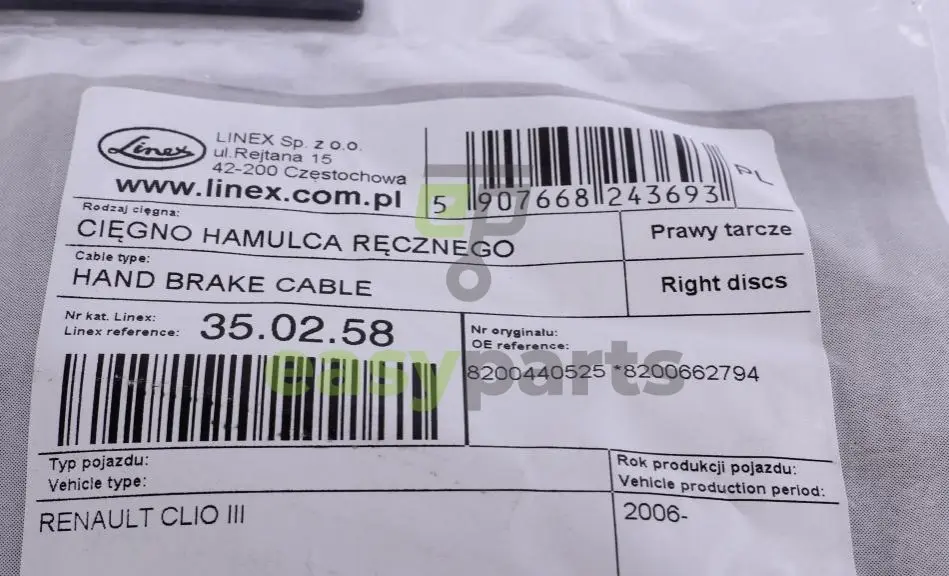 Linex
LINEX Sp. z o.o.
ul.Rejtana 15
42-200 Częstochowa
www.linex.com.pl
5 907668 243693
PL
Rodzaj cięgna:
CIĘGNO HAMULCA RĘCZNEGO
Prawy tarcze
Cable type:
HAND BRAKE CABLE
Right discs
Nr kat. Linex:
Linex reference:
35.02.58
Nr oryginału:
OE reference:
8200440525 *8200662794
ep
easyparts
Typ pojazdu:
Vehicle type:
RENAULT CLIO III
Rok produkcji pojazdu:
Vehicle production period:
2006-